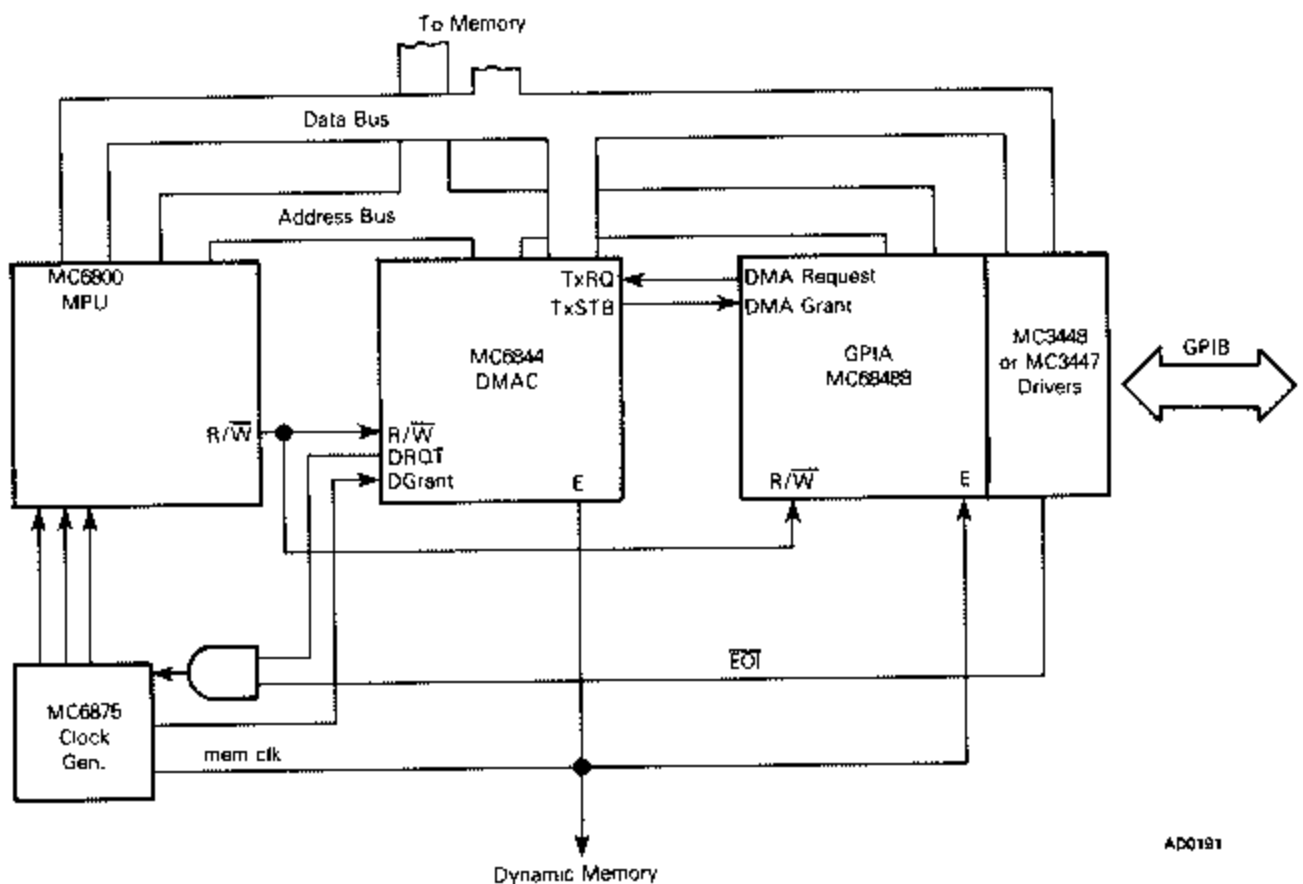 To Memory
Data Bus
Address Bus
MC6800
MPU
R/W̅
TxRQ
TxSTB
MC6844
DMAC
R/W̅
DRQT
DGrant
E
DMA Request
DMA Grant
GPIA
MC68488
R/W̅
E
MC3448
or MC3447
Drivers
GPIB
E̅O̅I̅
MC6875
Clock
Gen.
mem clk
Dynamic Memory
AD0191